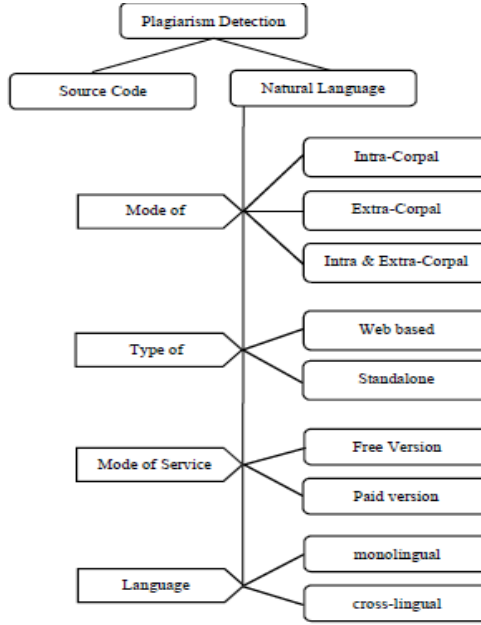 Plagiarism Detection
Source Code
Natural Language
Mode of
Intra-Corpal
Extra-Corpal
Intra & Extra-Corpal
Type of
Web based
Standalone
Mode of Service
Free Version
Paid version
Language
monolingual
cross-lingual